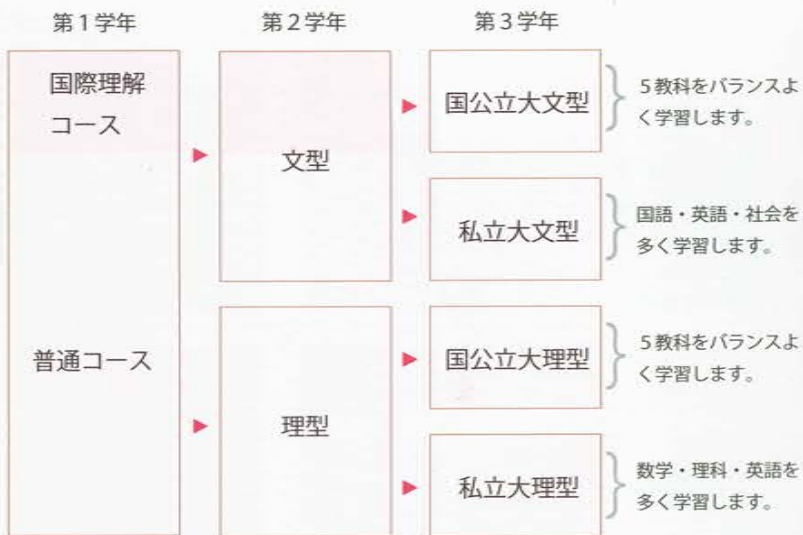 第1学年
第2学年
第3学年
国際理解
コース
普通コース
文型
理型
国公立大文型
5教科をバランスよ
く学習します。
私立大文型
国語・英語・社会を
多く学習します。
国公立大理型
5教科をバランスよ
く学習します。
私立大理型
数学・理科・英語を
多く学習します。